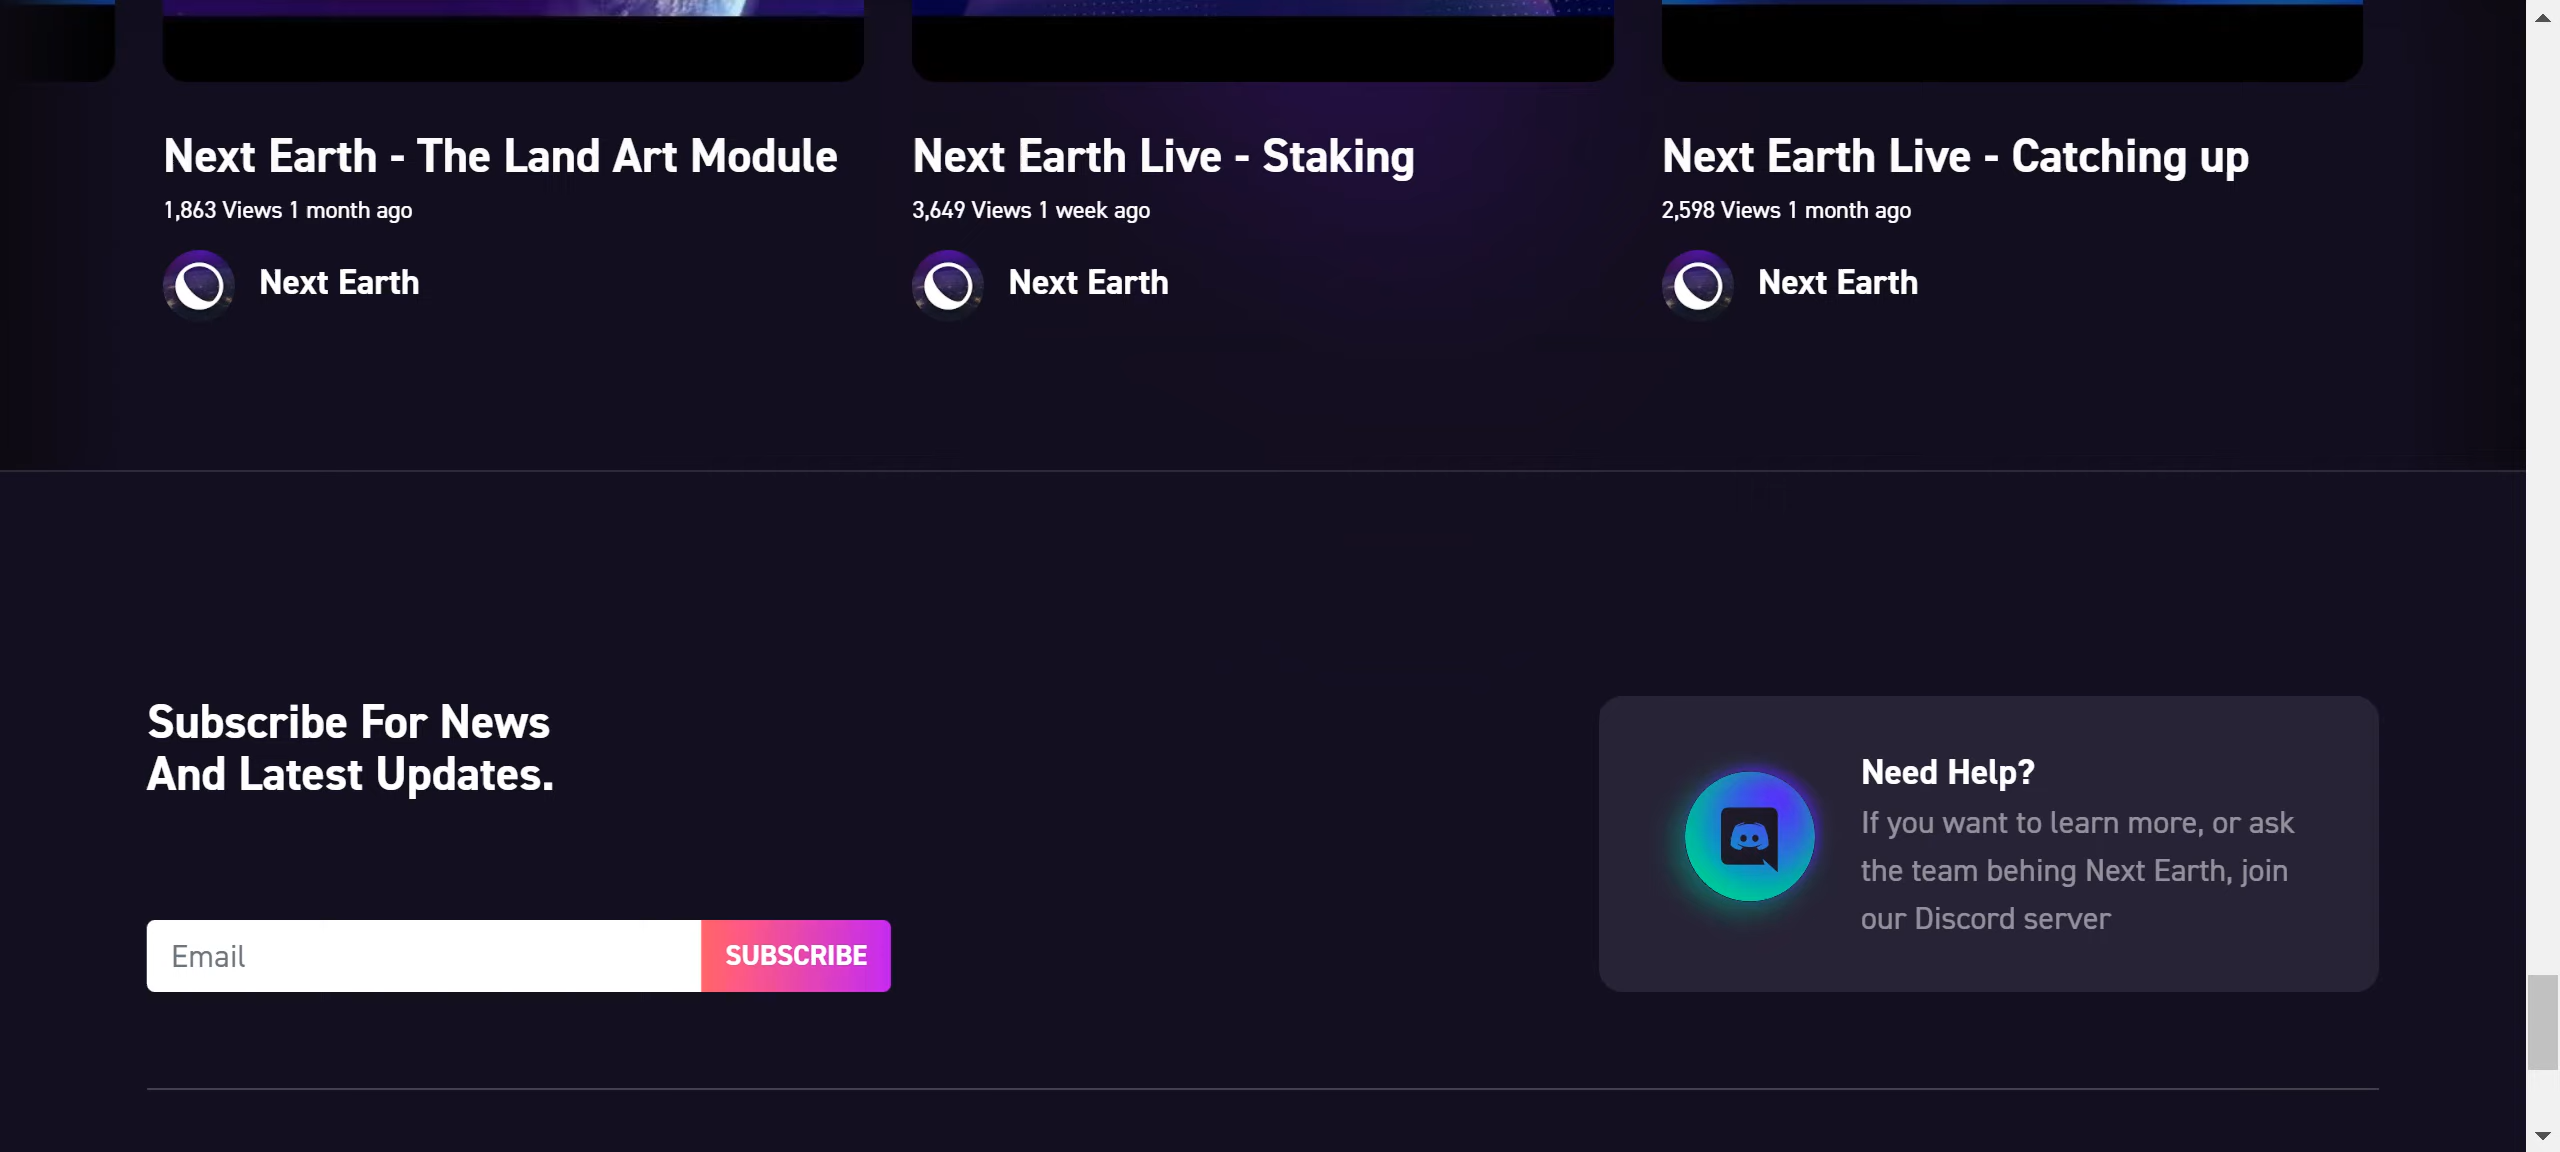 Next Earth - The Land Art Module
1,863 Views 1 month ago
Next Earth
Next Earth Live - Staking
3,649 Views 1 week ago
Next Earth
Next Earth Live - Catching up
2,598 Views 1 month ago
Next Earth
Subscribe For News
And Latest Updates.
Email
SUBSCRIBE
Need Help?
If you want to learn more, or ask
the team behing Next Earth, join
our Discord server